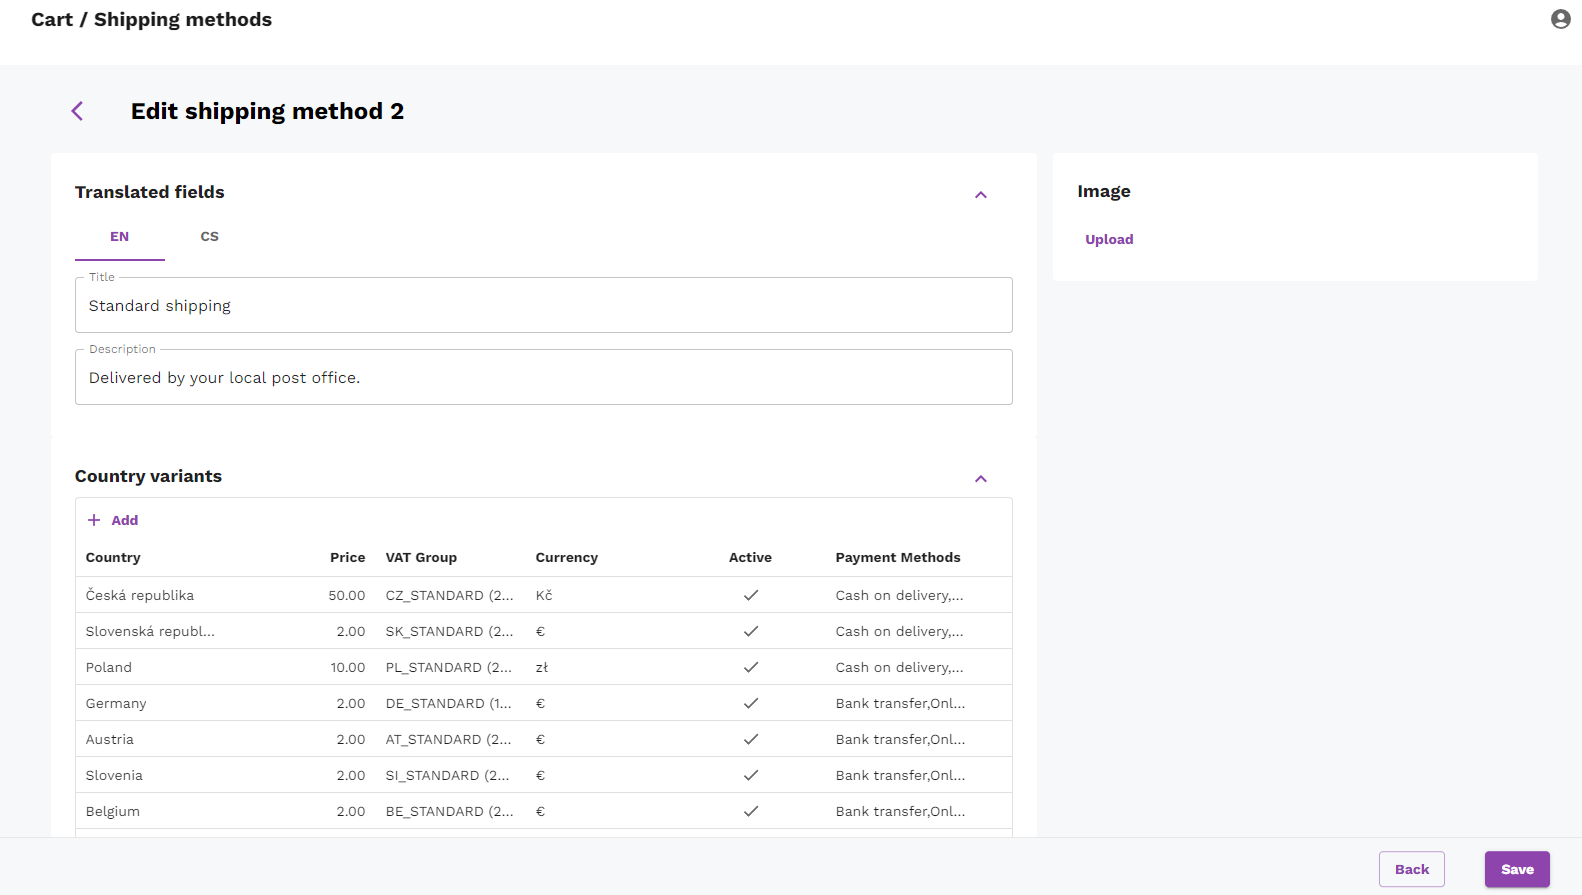 Cart / Shipping methods
Edit shipping method 2
Translated fields
EN CS
Title
Standard shipping
Description
Delivered by your local post office.
Image
Upload
Country variants
+ Add
Country Price VAT Group Currency Active Payment Methods
Česká republika 50.00 CZ_STANDARD (2... Kč Cash on delivery,...
Slovenská republ... 2.00 SK_STANDARD (2... € Cash on delivery,...
Poland 10.00 PL_STANDARD (2... zł Cash on delivery,...
Germany 2.00 DE_STANDARD (1... € Bank transfer,Onl...
Austria 2.00 AT_STANDARD (2... € Bank transfer,Onl...
Slovenia 2.00 SI_STANDARD (2... € Bank transfer,Onl...
Belgium 2.00 BE_STANDARD (2... € Bank transfer,Onl...
Back Save